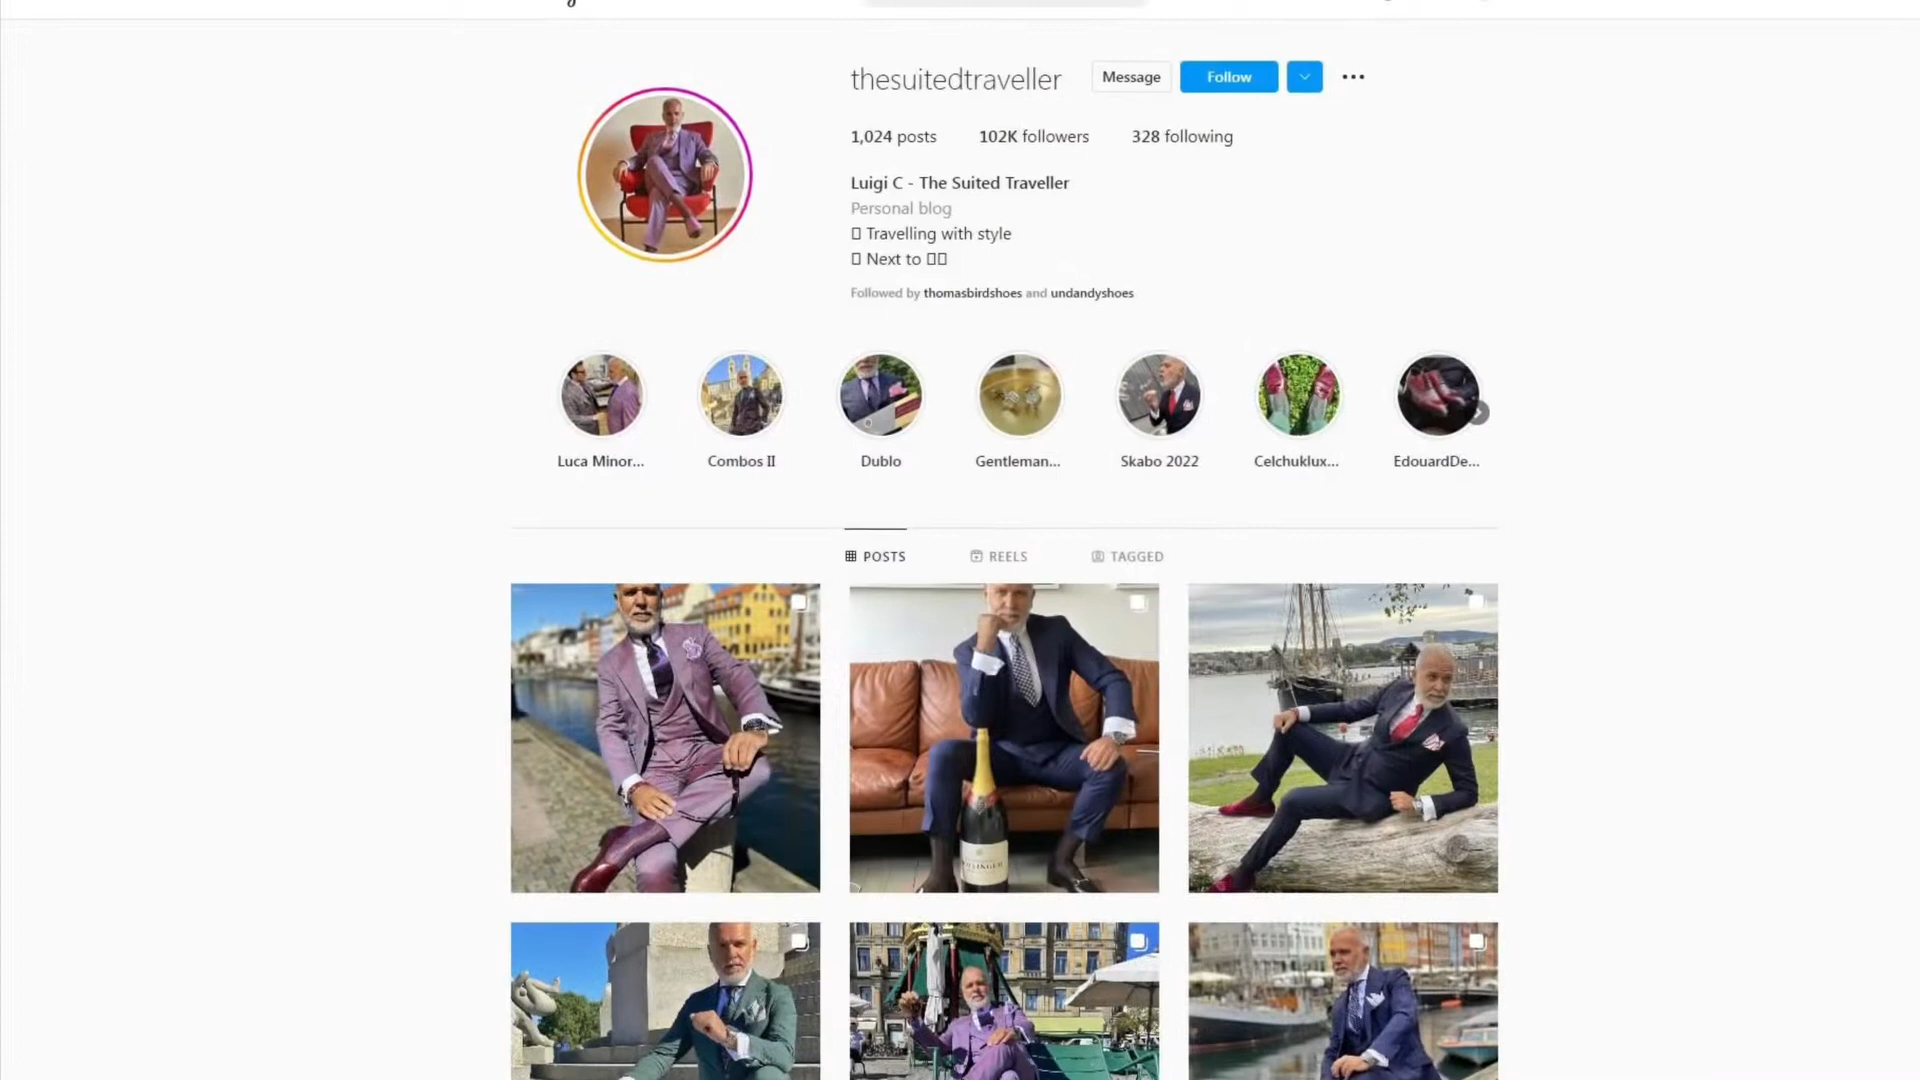 thesuitedtraveller Message Follow
1,024 posts 102K followers 328 following
Luigi C - The Suited Traveller
Personal blog
Travelling with style
Next to
Followed by thomasbirdshoes and undandyshoes
Luca Minor... Combos II Dublo Gentleman... Skabo 2022 Celchuklux... EdouardDe...
POSTS REELS TAGGED